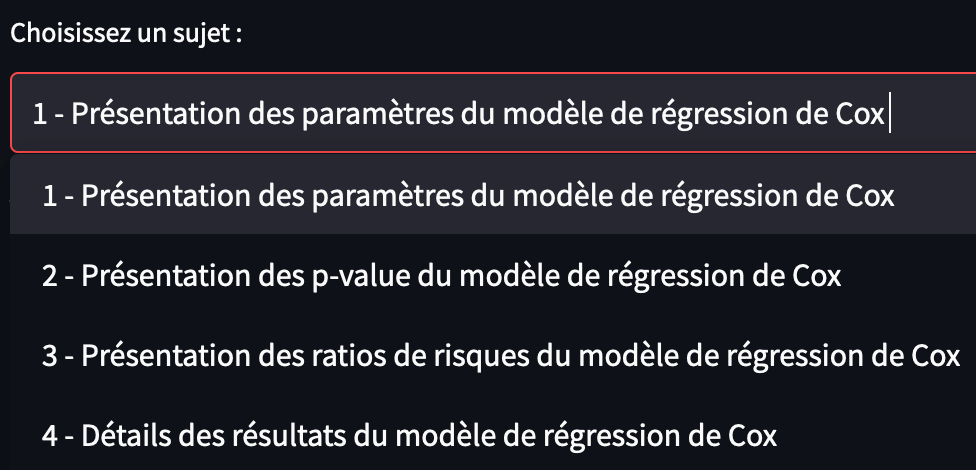 Choisissez un sujet :
1 - Présentation des paramètres du modèle de régression de Cox
1 - Présentation des paramètres du modèle de régression de Cox
2 - Présentation des p-value du modèle de régression de Cox
3 - Présentation des ratios de risques du modèle de régression de Cox
4 - Détails des résultats du modèle de régression de Cox